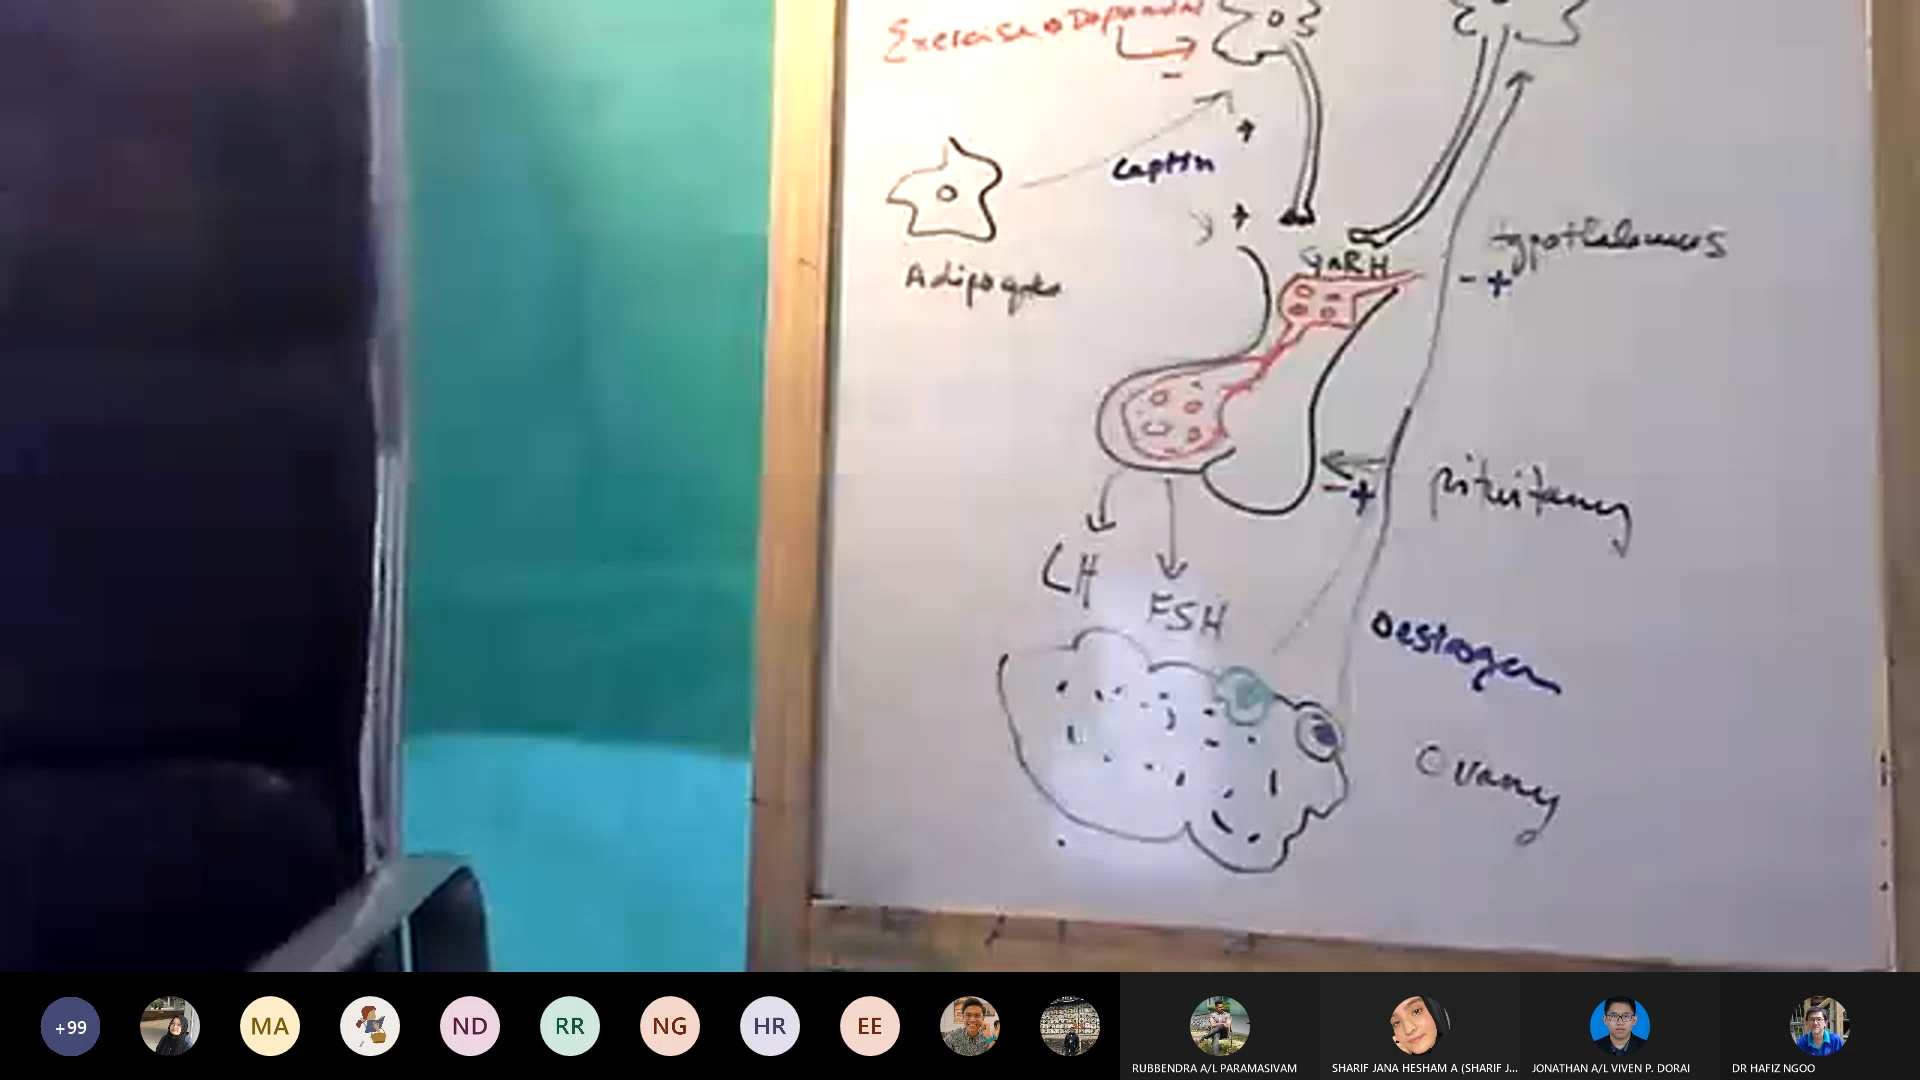 Exercise Dopamine
-
+
Leptin
+
Hypothalamus
GnRH
- +
Adipocyte
- +
pituitary
LH
FSH
Oestrogen
Ovary
+99
MA
ND
RR
NG
HR
EE
RUBBENDRA A/L PARAMASIVAM
SHARIF JANA HESHAM A (SHARIF J...
JONATHAN A/L VIVEN P. DORAI
DR HAFIZ NGOO